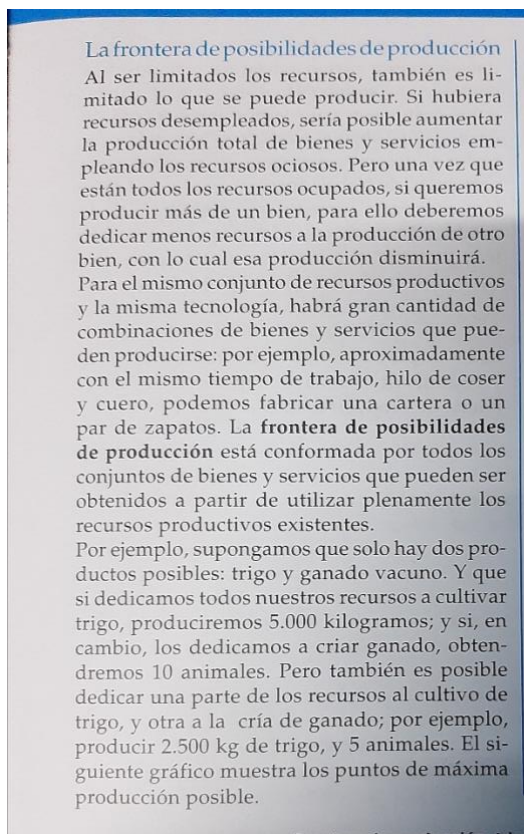 La frontera de posibilidades de producción
Al ser limitados los recursos, también es li-
mitado lo que se puede producir. Si hubiera
recursos desempleados, sería posible aumentar
la producción total de bienes y servicios em-
pleando los recursos ociosos. Pero una vez que
están todos los recursos ocupados, si queremos
producir más de un bien, para ello deberemos
dedicar menos recursos a la producción de otro
bien, con lo cual esa producción disminuirá.
Para el mismo conjunto de recursos productivos
y la misma tecnología, habrá gran cantidad de
combinaciones de bienes y servicios que pue-
den producirse: por ejemplo, aproximadamente
con el mismo tiempo de trabajo, hilo de coser
y cuero, podemos fabricar una cartera o un
par de zapatos. La frontera de posibilidades
de producción está conformada por todos los
conjuntos de bienes y servicios que pueden ser
obtenidos a partir de utilizar plenamente los
recursos productivos existentes.
Por ejemplo, supongamos que solo hay dos pro-
ductos posibles: trigo y ganado vacuno. Y que
si dedicamos todos nuestros recursos a cultivar
trigo, produciremos 5.000 kilogramos; y si, en
cambio, los dedicamos a criar ganado, obten-
dremos 10 animales. Pero también es posible
dedicar una parte de los recursos al cultivo de
trigo, y otra a la cría de ganado; por ejemplo,
producir 2.500 kg de trigo, y 5 animales. El si-
guiente gráfico muestra los puntos de máxima
producción posible.